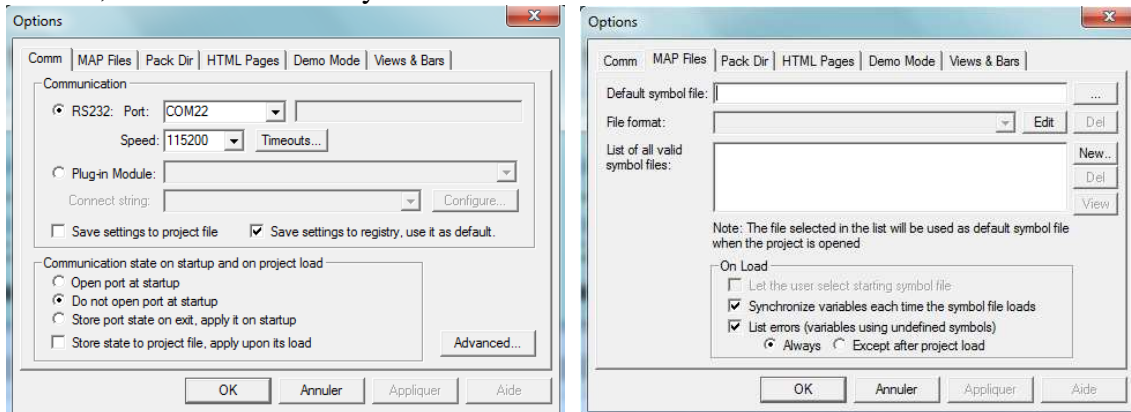 Options
Comm MAP Files Pack Dir HTML Pages Demo Mode Views & Bars
Communication
RS232: Port: COM22
Speed: 115200 Timeouts...
Plug-in Module:
Connect string: Configure...
Save settings to project file Save settings to registry, use it as default.
Communication state on startup and on project load
Open port at startup
Do not open port at startup
Store port state on exit, apply it on startup
Store state to project file, apply upon its load Advanced...
OK Annuler Appliquer Aide
Options
Comm MAP Files Pack Dir HTML Pages Demo Mode Views & Bars
Default symbol file: ...
File format: Edit Del
List of all valid
symbol files:
New..
Del
View
Note: The file selected in the list will be used as default symbol file
when the project is opened
On Load
Let the user select starting symbol file
Synchronize variables each time the symbol file loads
List errors (variables using undefined symbols)
Always Except after project load
OK Annuler Appliquer Aide